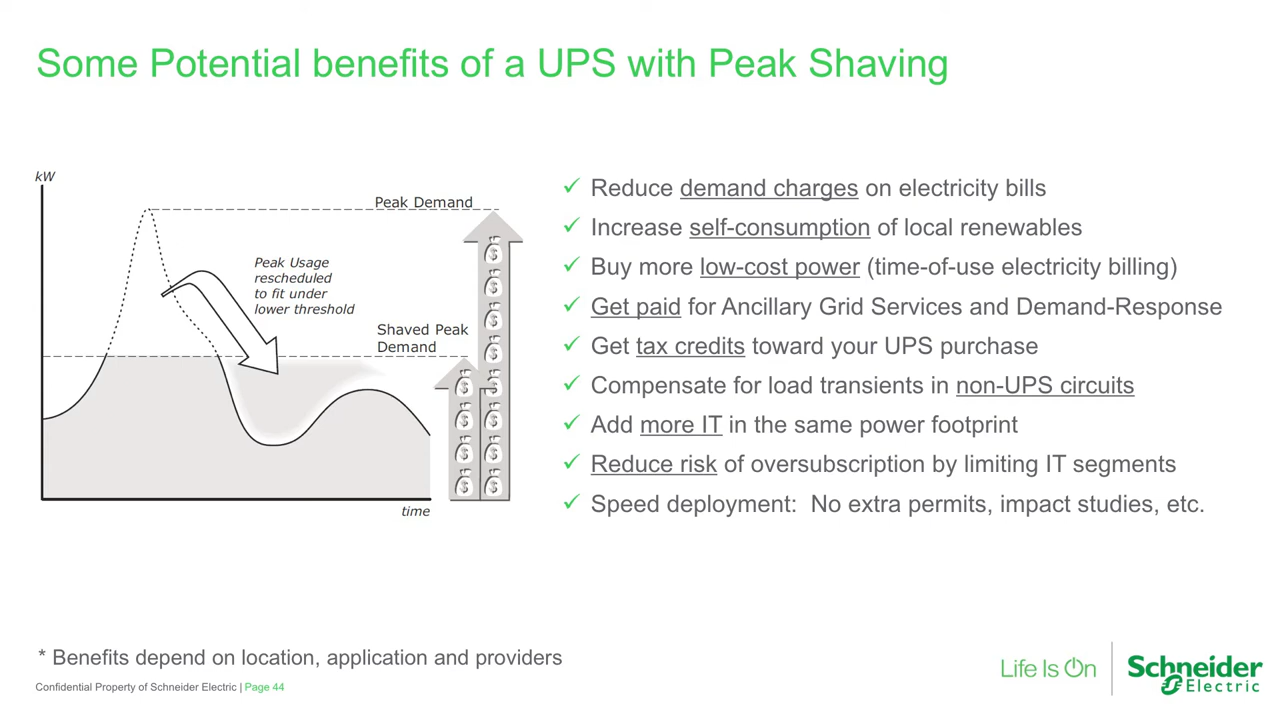 Some Potential benefits of a UPS with Peak Shaving
kW
Peak Demand
Peak Usage
rescheduled
to fit under
lower threshold
Shaved Peak
Demand
$
$
$
$
$
$
$
$
$
$
$
$
time
✓ Reduce demand charges on electricity bills
✓ Increase self-consumption of local renewables
✓ Buy more low-cost power (time-of-use electricity billing)
✓ Get paid for Ancillary Grid Services and Demand-Response
✓ Get tax credits toward your UPS purchase
✓ Compensate for load transients in non-UPS circuits
✓ Add more IT in the same power footprint
✓ Reduce risk of oversubscription by limiting IT segments
✓ Speed deployment:  No extra permits, impact studies, etc.
* Benefits depend on location, application and providers
Confidential Property of Schneider Electric | Page 44
Life Is On
Schneider
Electric